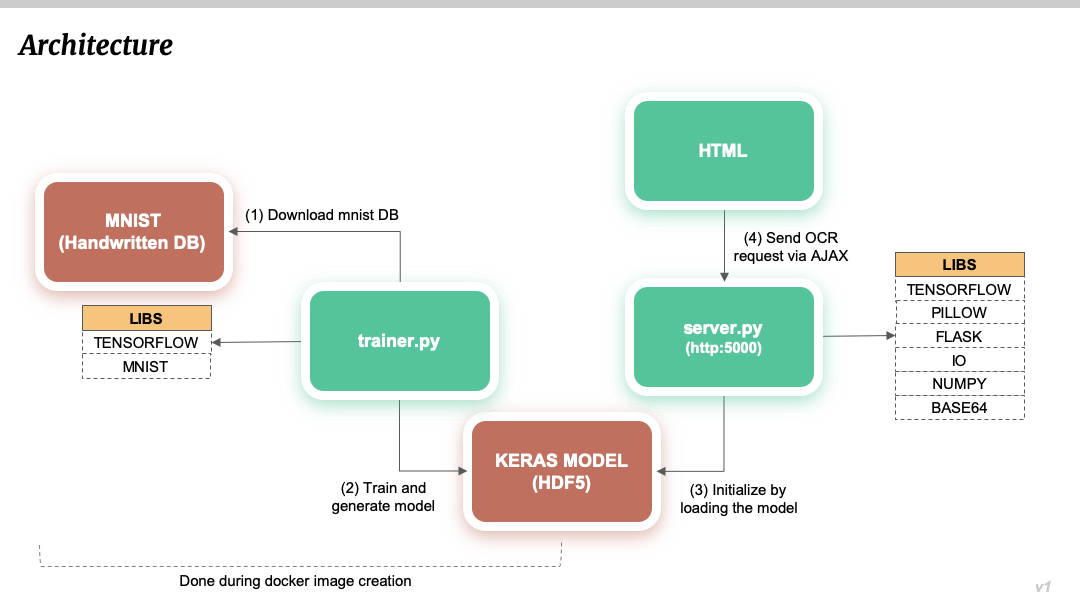 Architecture
HTML
MNIST
(Handwritten DB)
(1) Download mnist DB
(4) Send OCR
request via AJAX
LIBS
TENSORFLOW
PILLOW
FLASK
IO
NUMPY
BASE64
LIBS
TENSORFLOW
MNIST
trainer.py
server.py
(http:5000)
KERAS MODEL
(HDF5)
(2) Train and
generate model
(3) Initialize by
loading the model
Done during docker image creation
v1